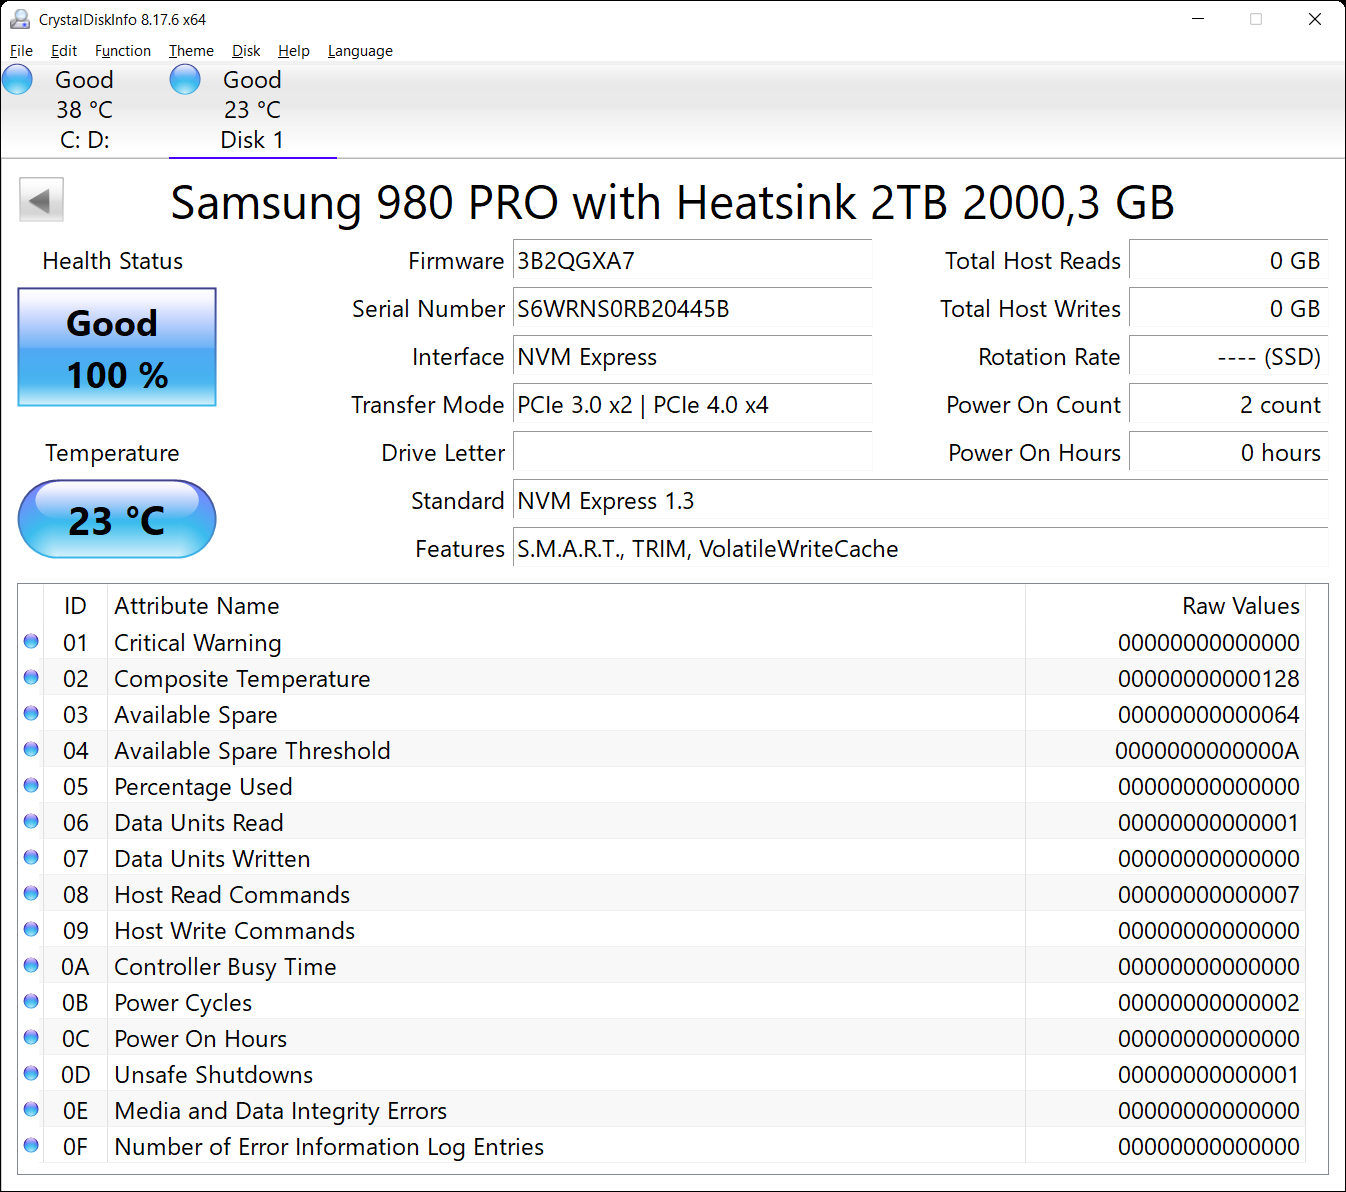 CrystalDiskInfo 8.17.6 x64
File Edit Function Theme Disk Help Language
Good Good
38 °C 23 °C
C: D: Disk 1
Samsung 980 PRO with Heatsink 2TB 2000,3 GB
Health Status
Good
100 %
Temperature
23 °C
Firmware 3B2QGXA7
Serial Number S6WRNS0RB20445B
Interface NVM Express
Transfer Mode PCIe 3.0 x2 | PCIe 4.0 x4
Drive Letter
Standard NVM Express 1.3
Features S.M.A.R.T., TRIM, VolatileWriteCache
Total Host Reads 0 GB
Total Host Writes 0 GB
Rotation Rate ---- (SSD)
Power On Count 2 count
Power On Hours 0 hours
ID Attribute Name Raw Values
01 Critical Warning 00000000000000
02 Composite Temperature 00000000000128
03 Available Spare 00000000000064
04 Available Spare Threshold 0000000000000A
05 Percentage Used 00000000000000
06 Data Units Read 00000000000001
07 Data Units Written 00000000000000
08 Host Read Commands 00000000000007
09 Host Write Commands 00000000000000
0A Controller Busy Time 00000000000000
0B Power Cycles 00000000000002
0C Power On Hours 00000000000000
0D Unsafe Shutdowns 00000000000001
0E Media and Data Integrity Errors 00000000000000
0F Number of Error Information Log Entries 00000000000000